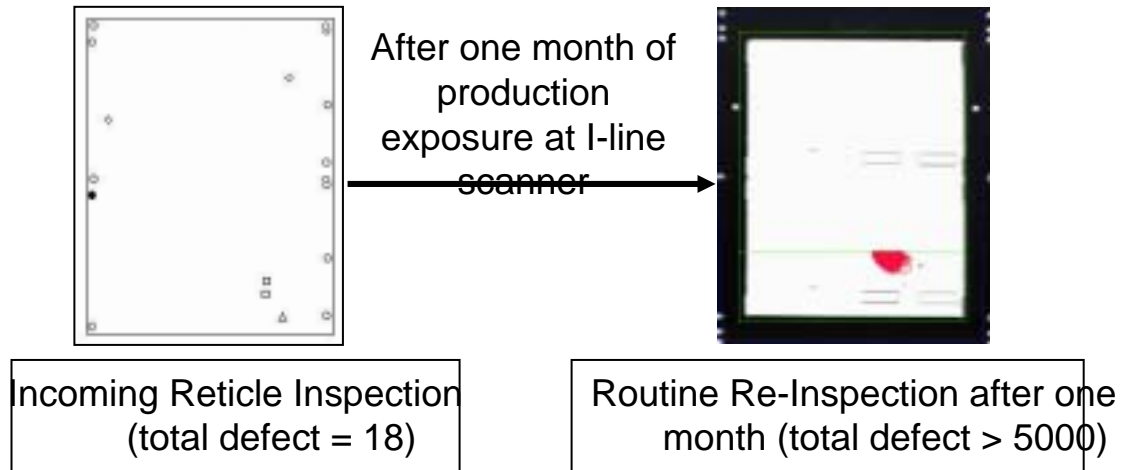 After one month of
production
exposure at I-line
scanner
Incoming Reticle Inspection
(total defect = 18)
Routine Re-Inspection after one
month (total defect > 5000)